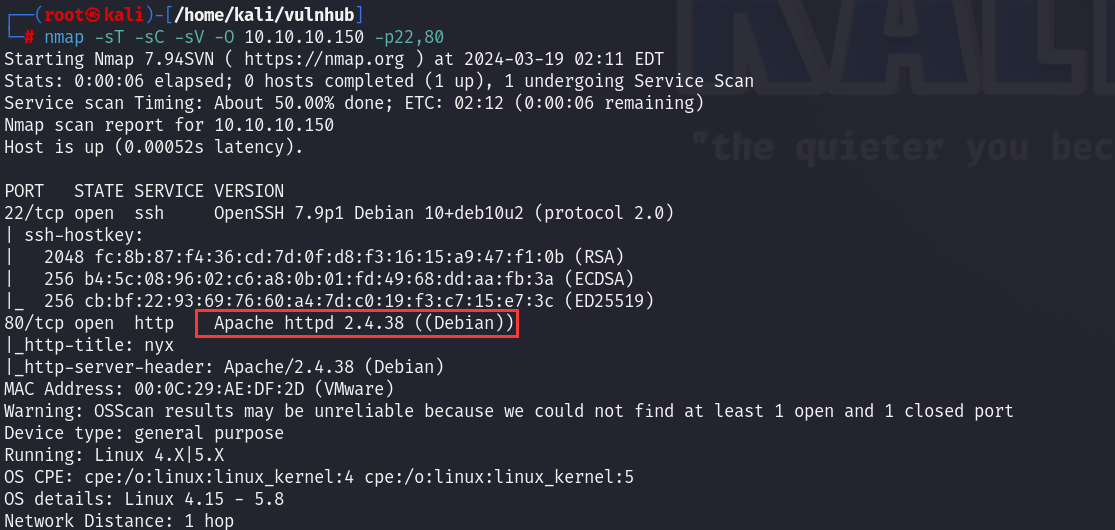 ┌──(root㉿kali)-[/home/kali/vulnhub]
└─# nmap -sT -sC -sV -O 10.10.10.150 -p22,80
Starting Nmap 7.94SVN ( https://nmap.org ) at 2024-03-19 02:11 EDT
Stats: 0:00:06 elapsed; 0 hosts completed (1 up), 1 undergoing Service Scan
Service scan Timing: About 50.00% done; ETC: 02:12 (0:00:06 remaining)
Nmap scan report for 10.10.10.150
Host is up (0.00052s latency).
"the quieter you bec
PORT   STATE SERVICE VERSION
22/tcp open  ssh     OpenSSH 7.9p1 Debian 10+deb10u2 (protocol 2.0)
| ssh-hostkey:
|   2048 fc:8b:87:f4:36:cd:7d:0f:d8:f3:16:15:a9:47:f1:0b (RSA)
|   256 b4:5c:08:96:02:c6:a8:0b:01:fd:49:68:dd:aa:fb:3a (ECDSA)
|_  256 cb:bf:22:93:69:76:60:a4:7d:c0:19:f3:c7:15:e7:3c (ED25519)
80/tcp open  http    Apache httpd 2.4.38 ((Debian))
|_http-title: nyx
|_http-server-header: Apache/2.4.38 (Debian)
MAC Address: 00:0C:29:AE:DF:2D (VMware)
Warning: OSScan results may be unreliable because we could not find at least 1 open and 1 closed port
Device type: general purpose
Running: Linux 4.X|5.X
OS CPE: cpe:/o:linux:linux_kernel:4 cpe:/o:linux:linux_kernel:5
OS details: Linux 4.15 - 5.8
Network Distance: 1 hop